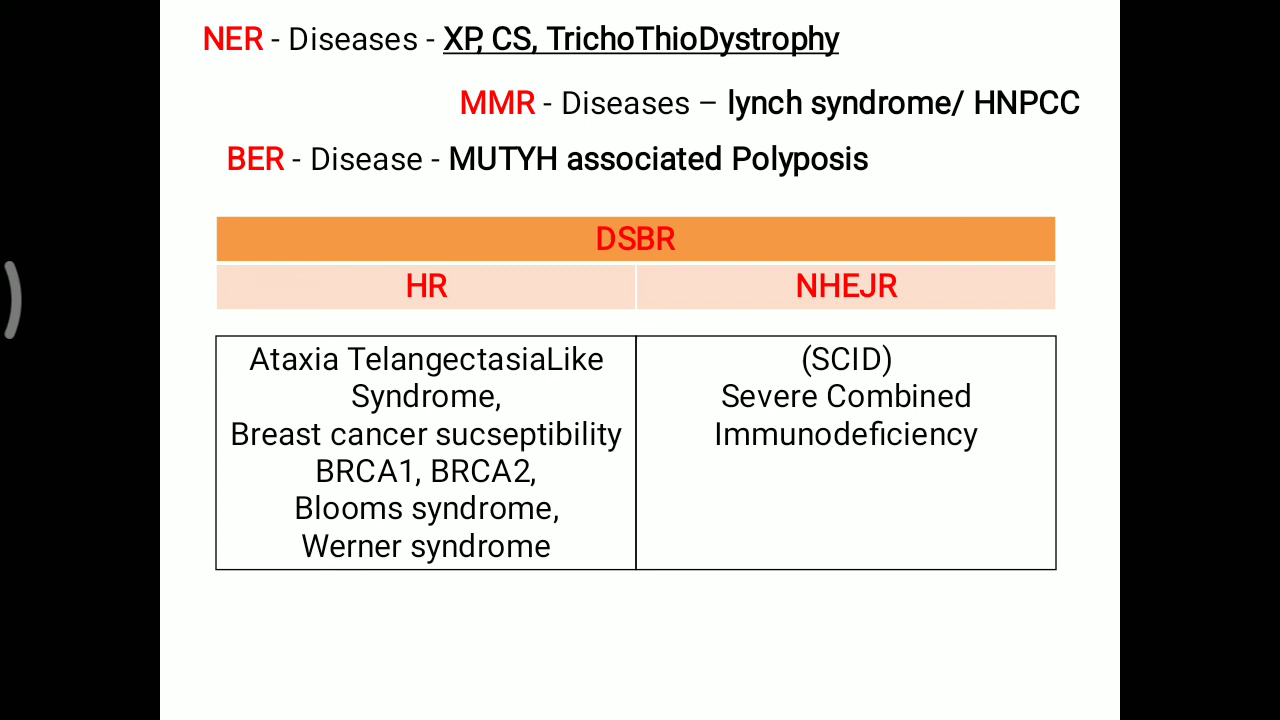 NER - Diseases - XP, CS, TrichoThioDystrophy
MMR - Diseases – lynch syndrome/ HNPCC
BER - Disease - MUTYH associated Polyposis
DSBR
HR
NHEJR
Ataxia TelangectasiaLike
Syndrome,
Breast cancer sucseptibility
BRCA1, BRCA2,
Blooms syndrome,
Werner syndrome
(SCID)
Severe Combined
Immunodeficiency